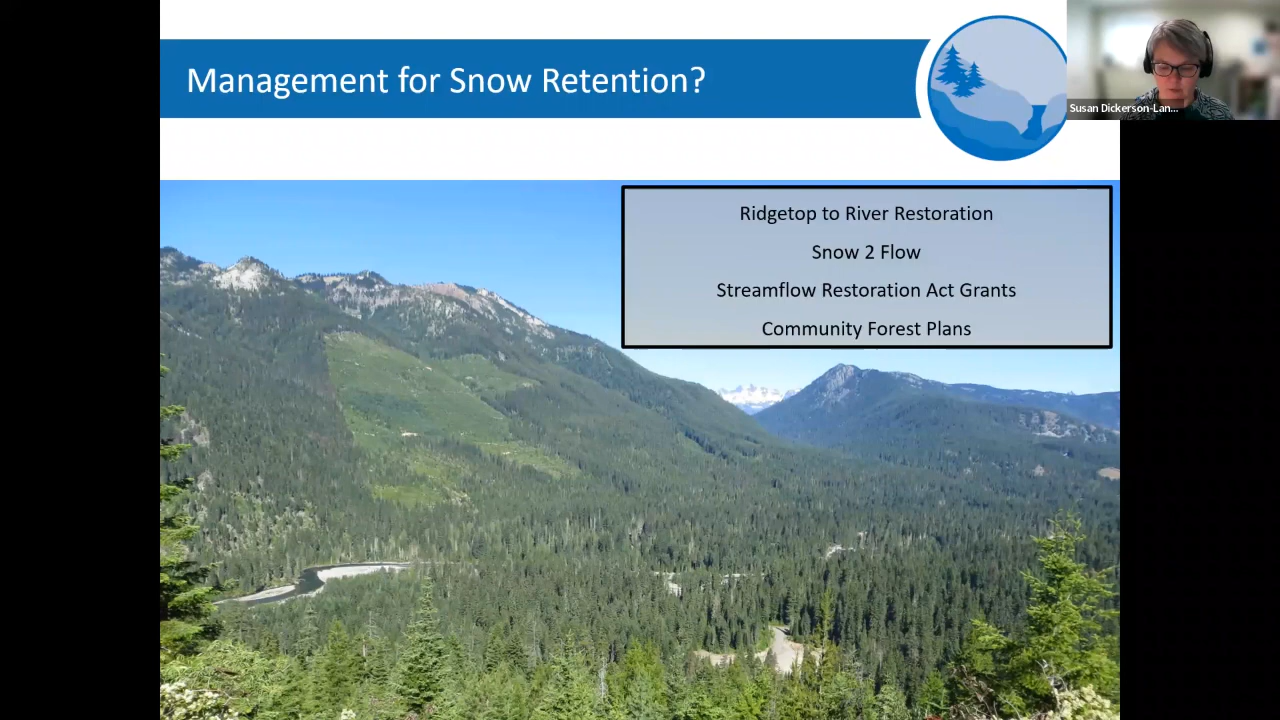 Management for Snow Retention?
Susan Dickerson-Lan...
Ridgetop to River Restoration
Snow 2 Flow
Streamflow Restoration Act Grants
Community Forest Plans